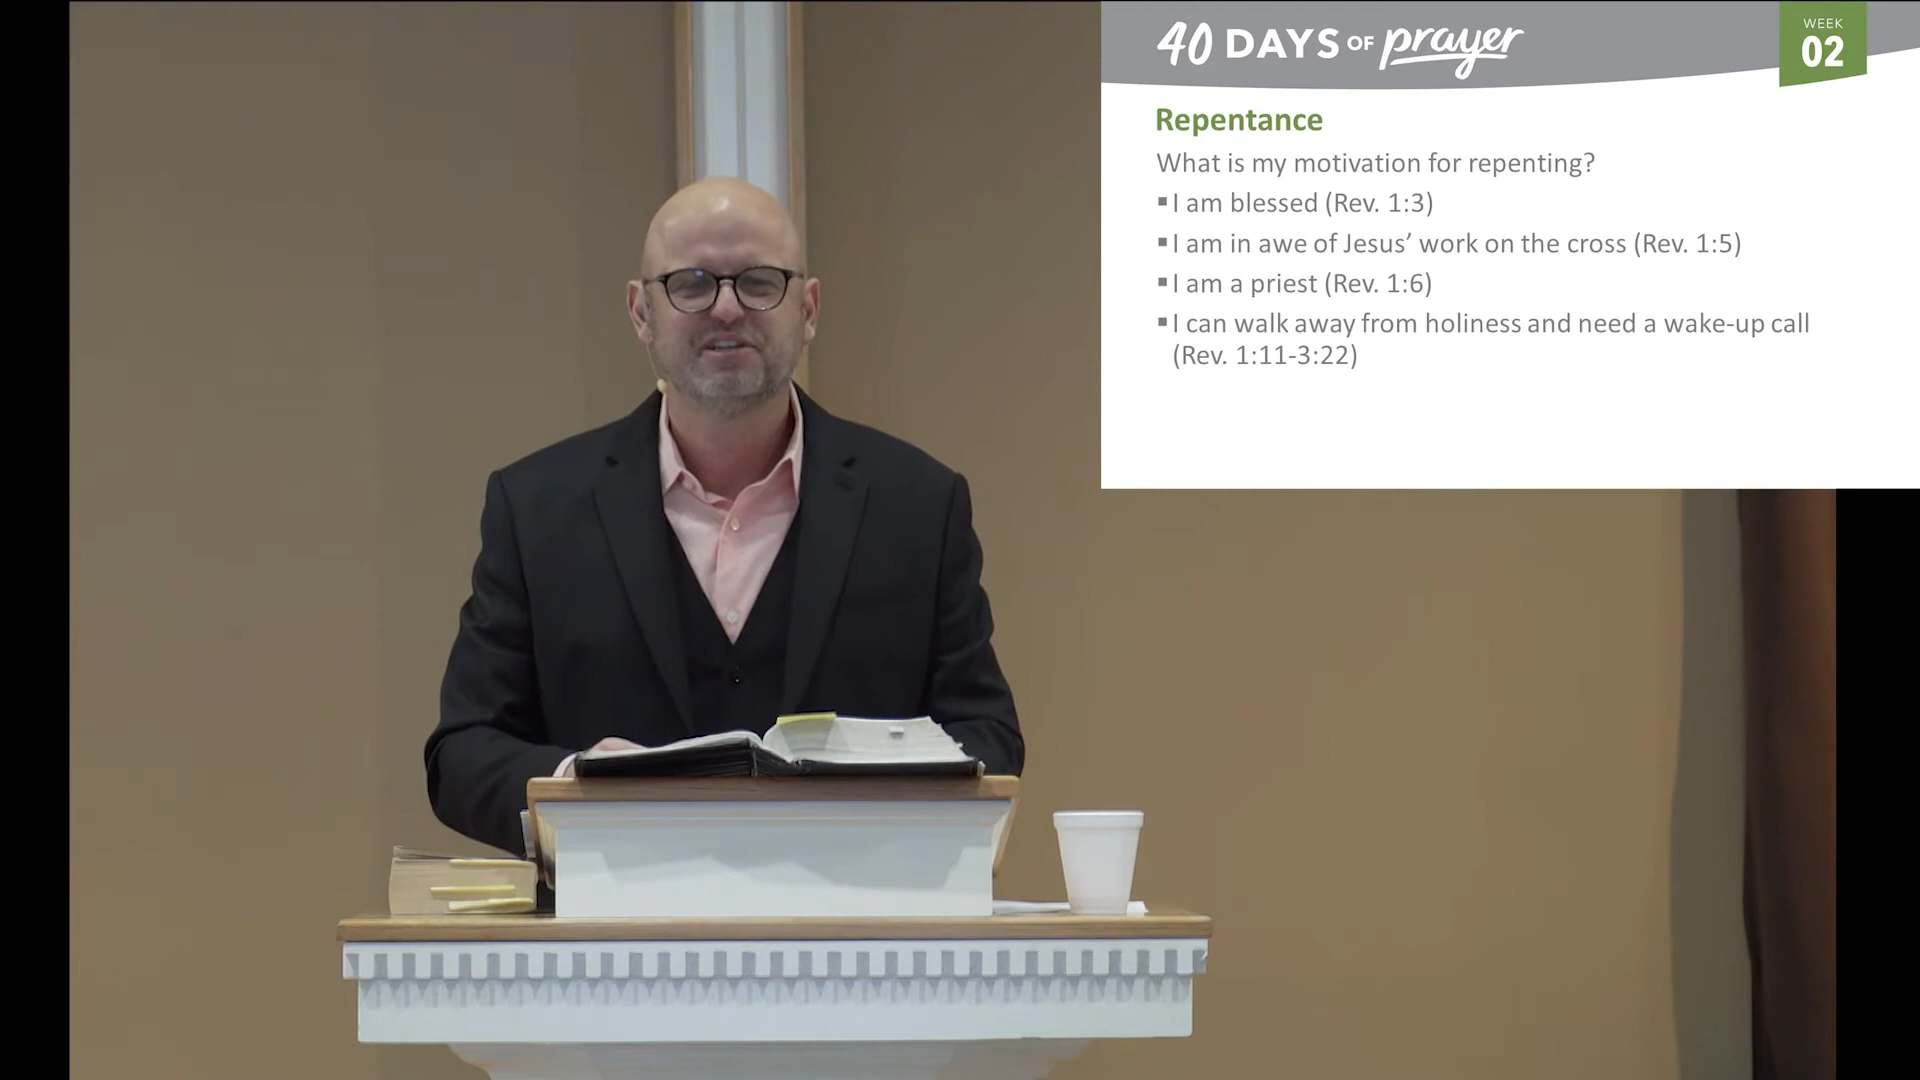 40 DAYS OF prayer
WEEK
02
Repentance
What is my motivation for repenting?
▪ I am blessed (Rev. 1:3)
▪ I am in awe of Jesus’ work on the cross (Rev. 1:5)
▪ I am a priest (Rev. 1:6)
▪ I can walk away from holiness and need a wake-up call
(Rev. 1:11-3:22)